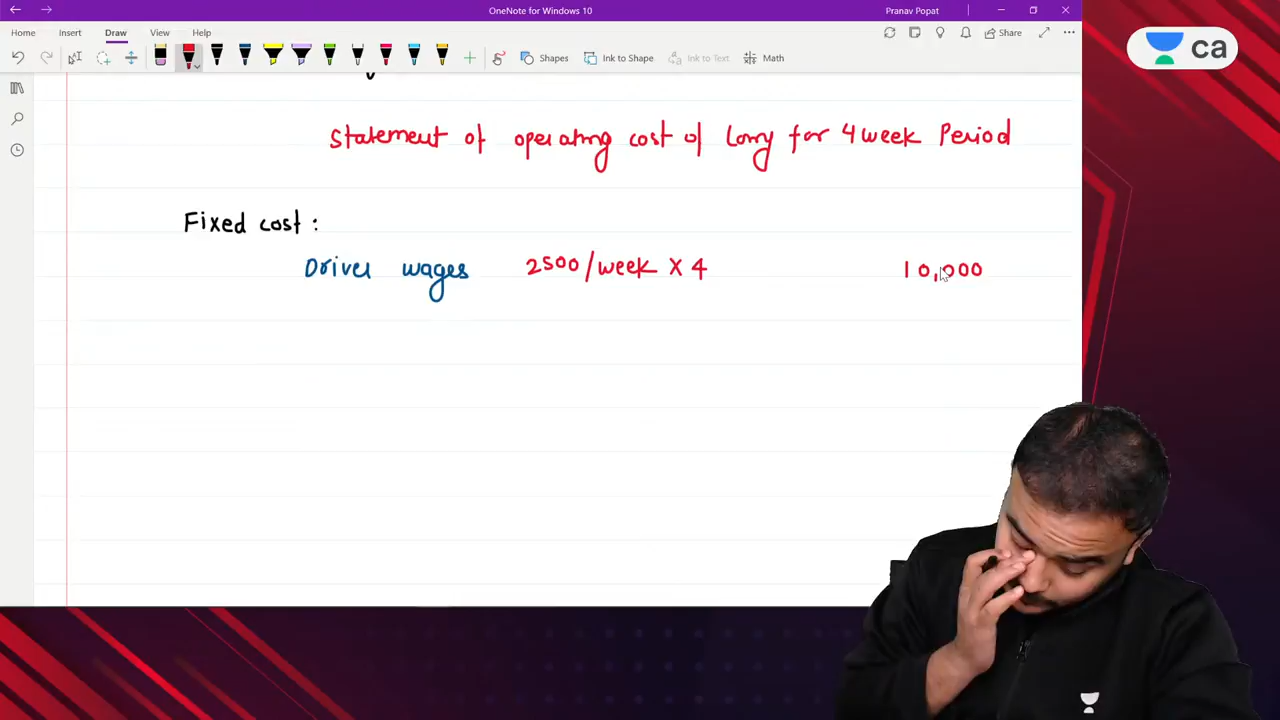 OneNote for Windows 10
Pranav Popat
Home Insert Draw View Help
Share
Shapes Ink to Shape Ink to Text Math
ca
Statement of operating cost of Lorry for 4 week Period
Fixed cost :
Driver wages 2500/week X 4 10,000